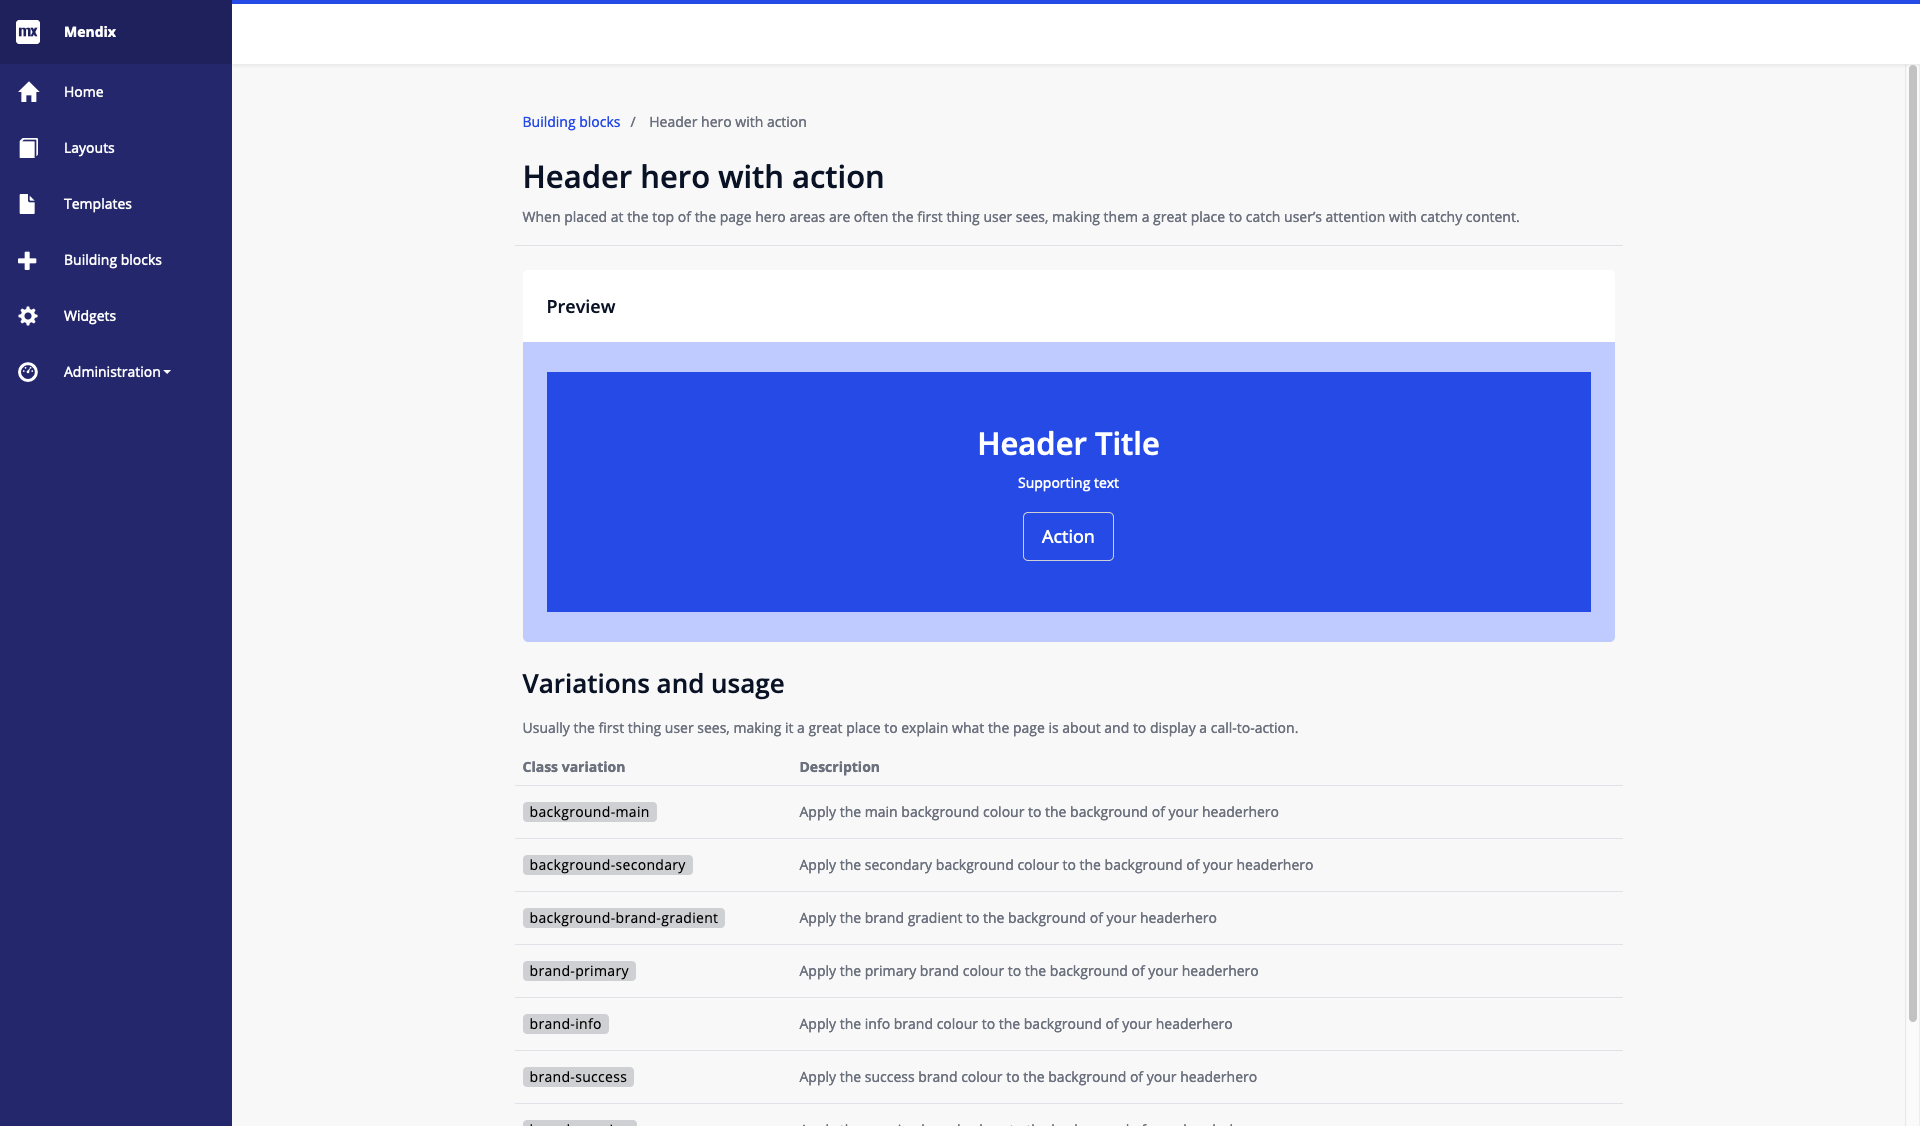 mx Mendix
Home
Layouts
Templates
Building blocks
Widgets
Administration
Building blocks / Header hero with action
Header hero with action
When placed at the top of the page hero areas are often the first thing user sees, making them a great place to catch user’s attention with catchy content.
Preview
Header Title
Supporting text
Action
Variations and usage
Usually the first thing user sees, making it a great place to explain what the page is about and to display a call-to-action.
Class variation Description
background-main Apply the main background colour to the background of your headerhero
background-secondary Apply the secondary background colour to the background of your headerhero
background-brand-gradient Apply the brand gradient to the background of your headerhero
brand-primary Apply the primary brand colour to the background of your headerhero
brand-info Apply the info brand colour to the background of your headerhero
brand-success Apply the success brand colour to the background of your headerhero